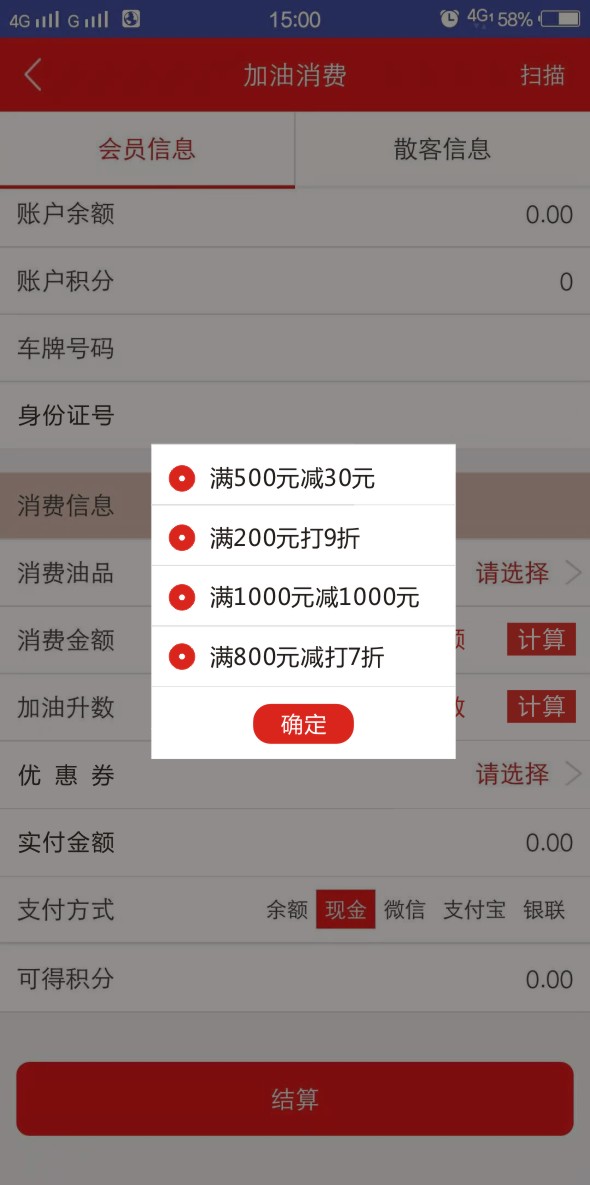 4G G 15:00 4G 58%
加油消费 扫描
会员信息 散客信息
账户余额 0.00
账户积分 0
车牌号码
身份证号
满500元减30元
消费信息
满200元打9折
消费油品 请选择
满1000元减1000元
消费金额 计算
满800元减打7折
加油升数 计算
确定
优惠券 请选择
实付金额 0.00
支付方式 余额 现金 微信 支付宝 银联
可得积分 0.00
结算